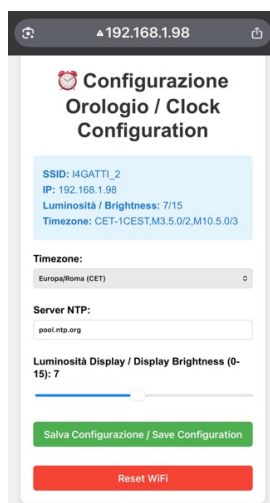 192.168.1.98
⏰ Configurazione
Orologio / Clock
Configuration
SSID: I4GATTI_2
IP: 192.168.1.98
Luminosità / Brightness: 7/15
Timezone: CET-1CEST,M3.5.0/2,M10.5.0/3
Timezone:
Europa/Roma (CET)
Server NTP:
pool.ntp.org
Luminosità Display / Display Brightness (0-
15): 7
Salva Configurazione / Save Configuration
Reset WiFi